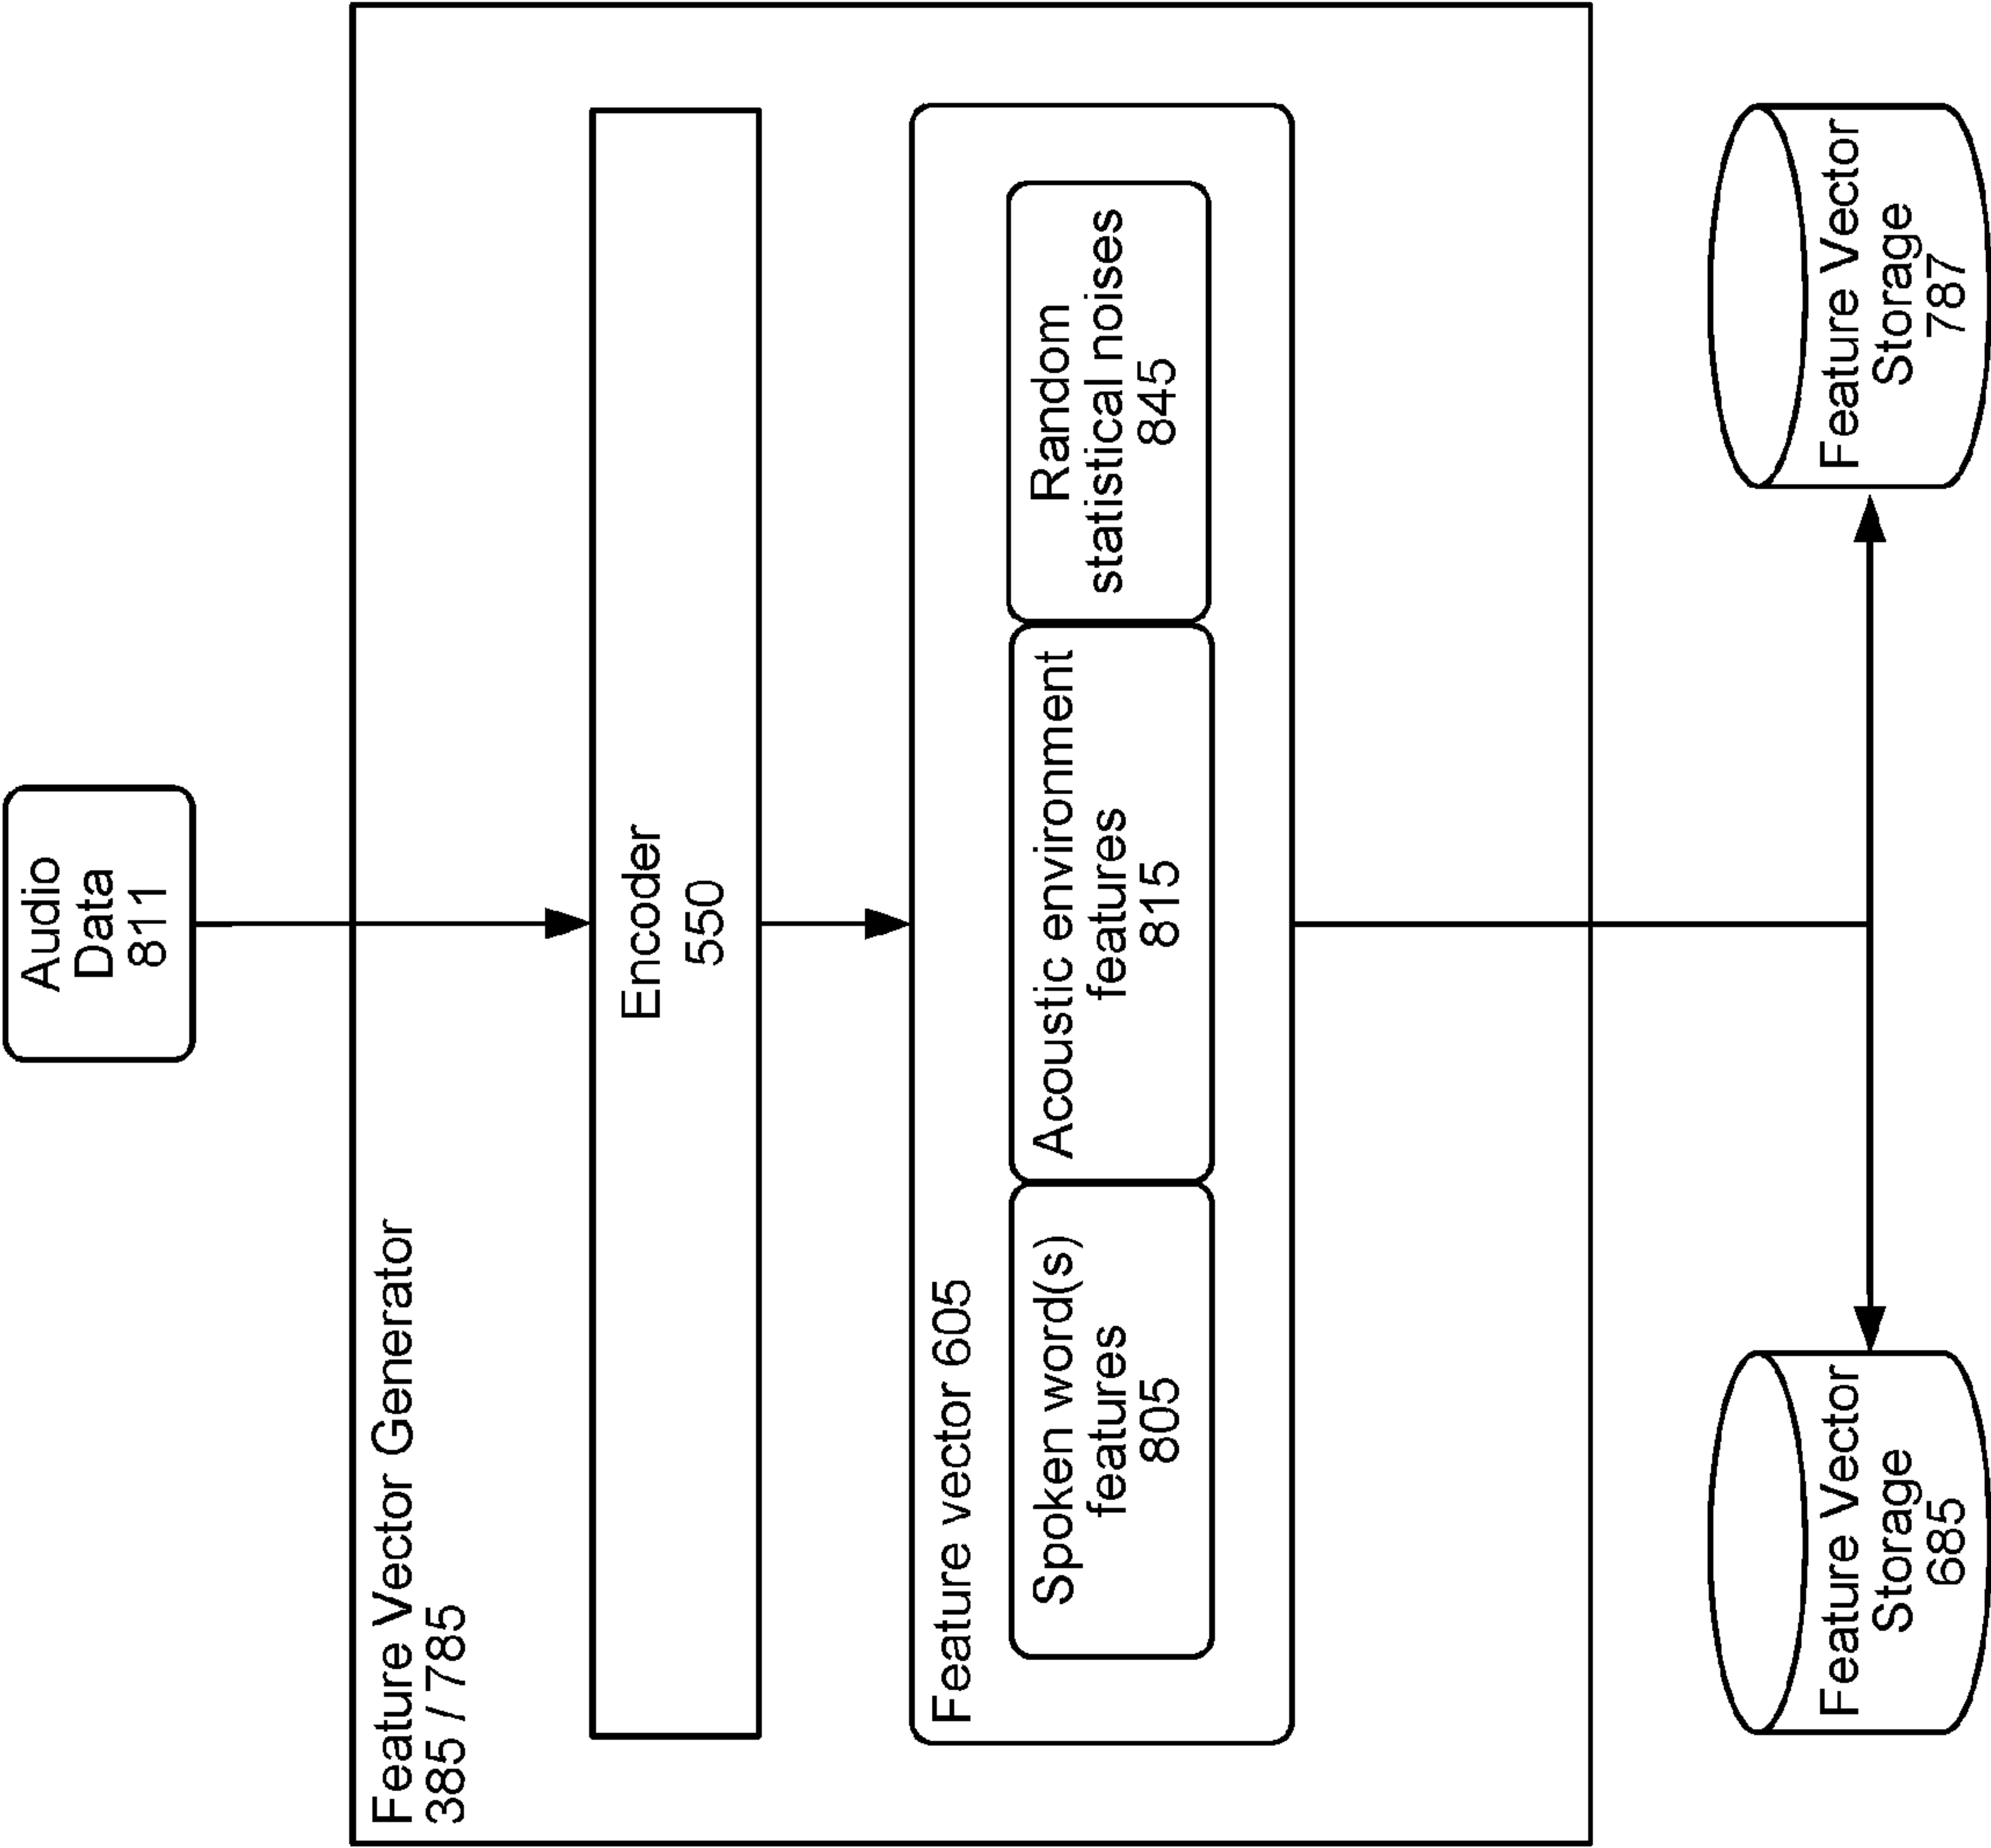 Audio
Data
811
Feature Vector Generator
385 / 785
Encoder
550
Feature vector 605
Spoken word(s)
features
805
Acoustic environment
features
815
Random
statistical noises
845
Feature Vector
Storage
685
Feature Vector
Storage
787